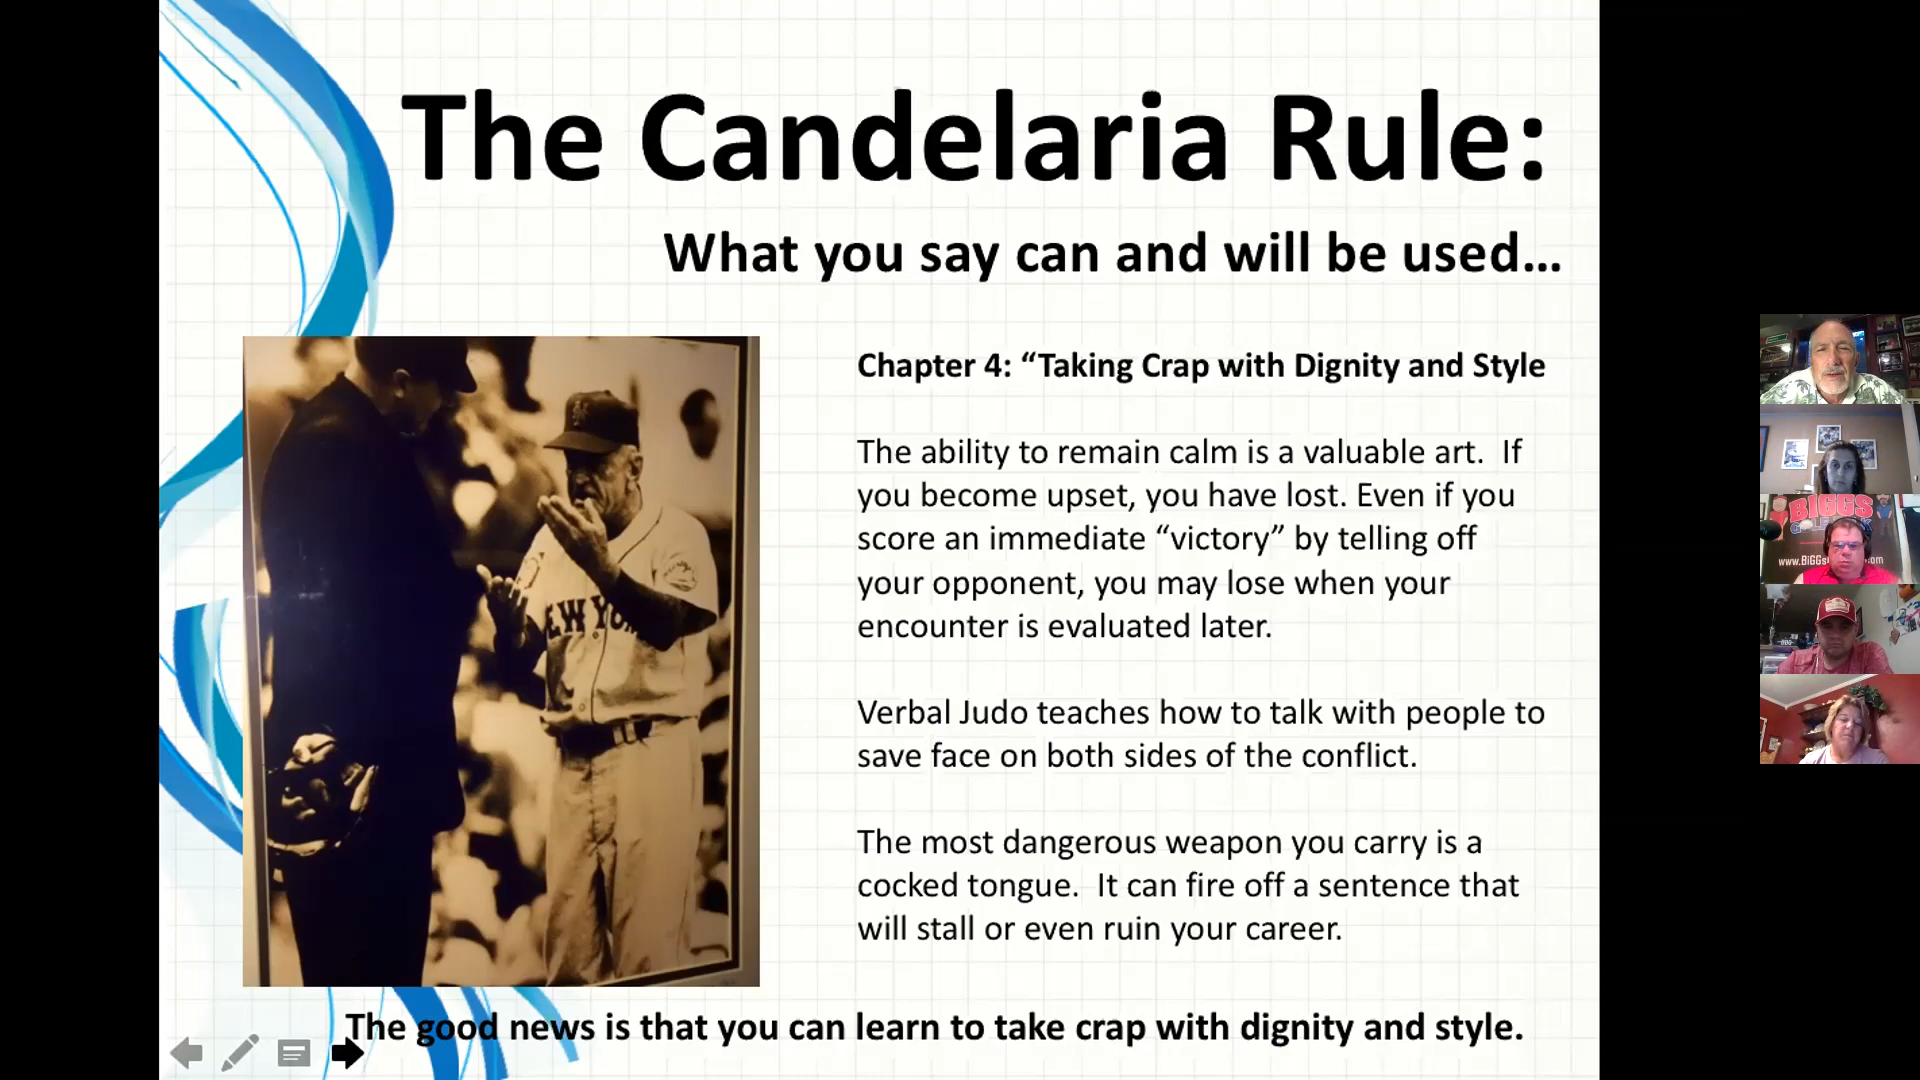 The Candelaria Rule:
What you say can and will be used...
Chapter 4: “Taking Crap with Dignity and Style
The ability to remain calm is a valuable art.  If
you become upset, you have lost. Even if you
score an immediate “victory” by telling off
your opponent, you may lose when your
encounter is evaluated later.
Verbal Judo teaches how to talk with people to
save face on both sides of the conflict.
The most dangerous weapon you carry is a
cocked tongue.  It can fire off a sentence that
will stall or even ruin your career.
The good news is that you can learn to take crap with dignity and style.
EW YO
BIGGS